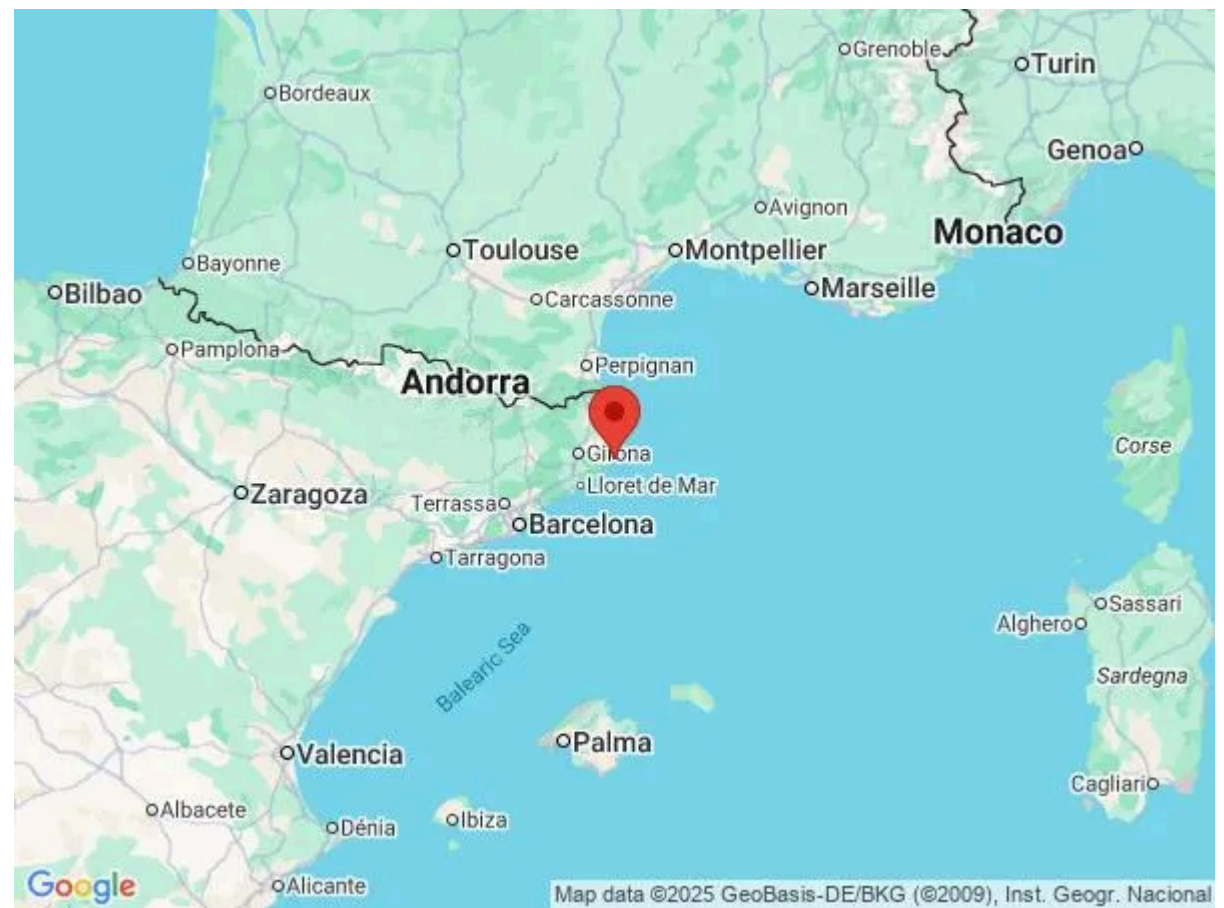 Grenoble
Turin
Bordeaux
Genoa
Avignon
Monaco
Toulouse
Montpellier
Bayonne
Bilbao
Marseille
Carcassonne
Pamplona
Perpignan
Andorra
Corse
Girona
Lloret de Mar
Zaragoza
Terrassa
Barcelona
Tarragona
Sassari
Alghero
Balearic Sea
Sardegna
Palma
Valencia
Cagliari
Albacete
Ibiza
Dénia
Google
Alicante
Map data ©2025 GeoBasis-DE/BKG (©2009), Inst. Geogr. Nacional